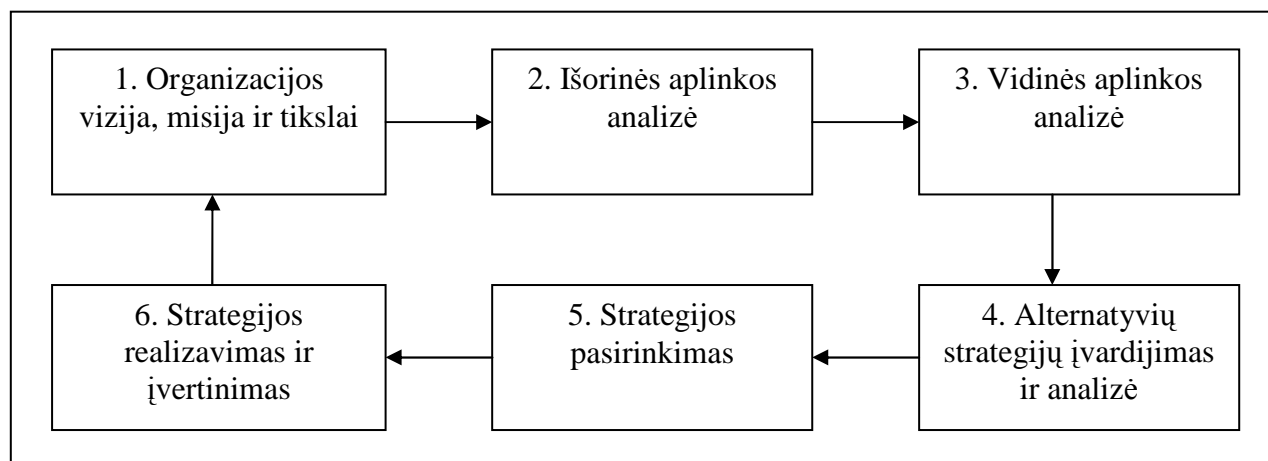 1. Organizacijos
vizija, misija ir tikslai
2. Išorinės aplinkos
analizė
3. Vidinės aplinkos
analizė
4. Alternatyvių
strategijų įvardijimas
ir analizė
5. Strategijos
pasirinkimas
6. Strategijos
realizavimas ir
įvertinimas